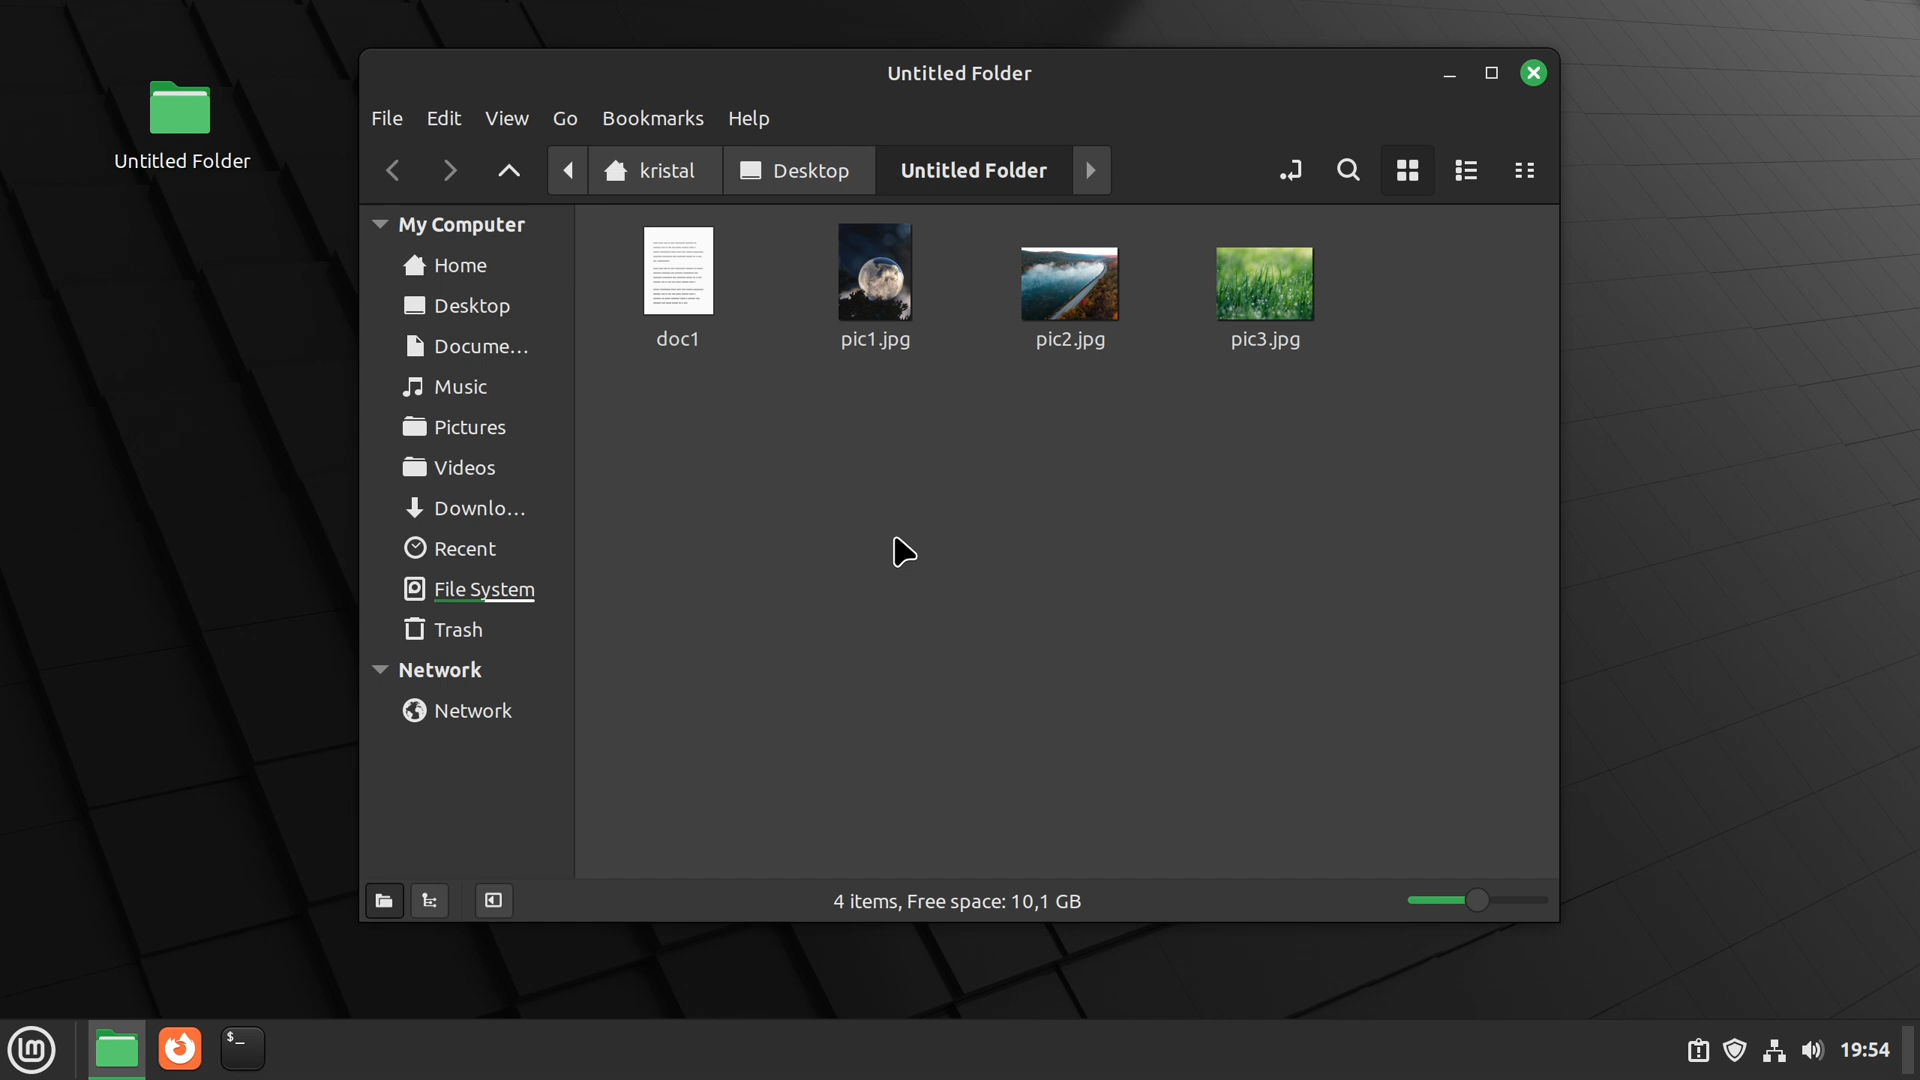 Untitled Folder
Untitled Folder
File Edit View Go Bookmarks Help
kristal Desktop Untitled Folder
My Computer
Home
Desktop
Docume...
Music
Pictures
Videos
Downlo...
Recent
File System
Trash
Network
Network
doc1 pic1.jpg pic2.jpg pic3.jpg
4 items, Free space: 10,1 GB
$_
19:54